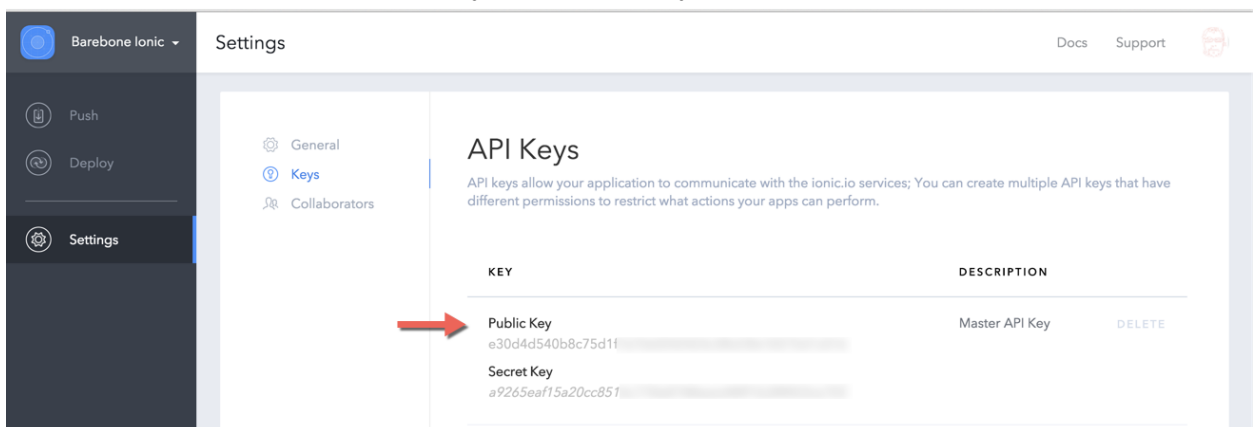 Barebone Ionic
Settings
Docs
Support
Push
Deploy
Settings
General
Keys
Collaborators
API Keys
API keys allow your application to communicate with the ionic.io services; You can create multiple API keys that have
different permissions to restrict what actions your apps can perform.
KEY
DESCRIPTION
Public Key
Master API Key
DELETE
e30d4d540b8c75d1f
Secret Key
a9265eaf15a20cc851